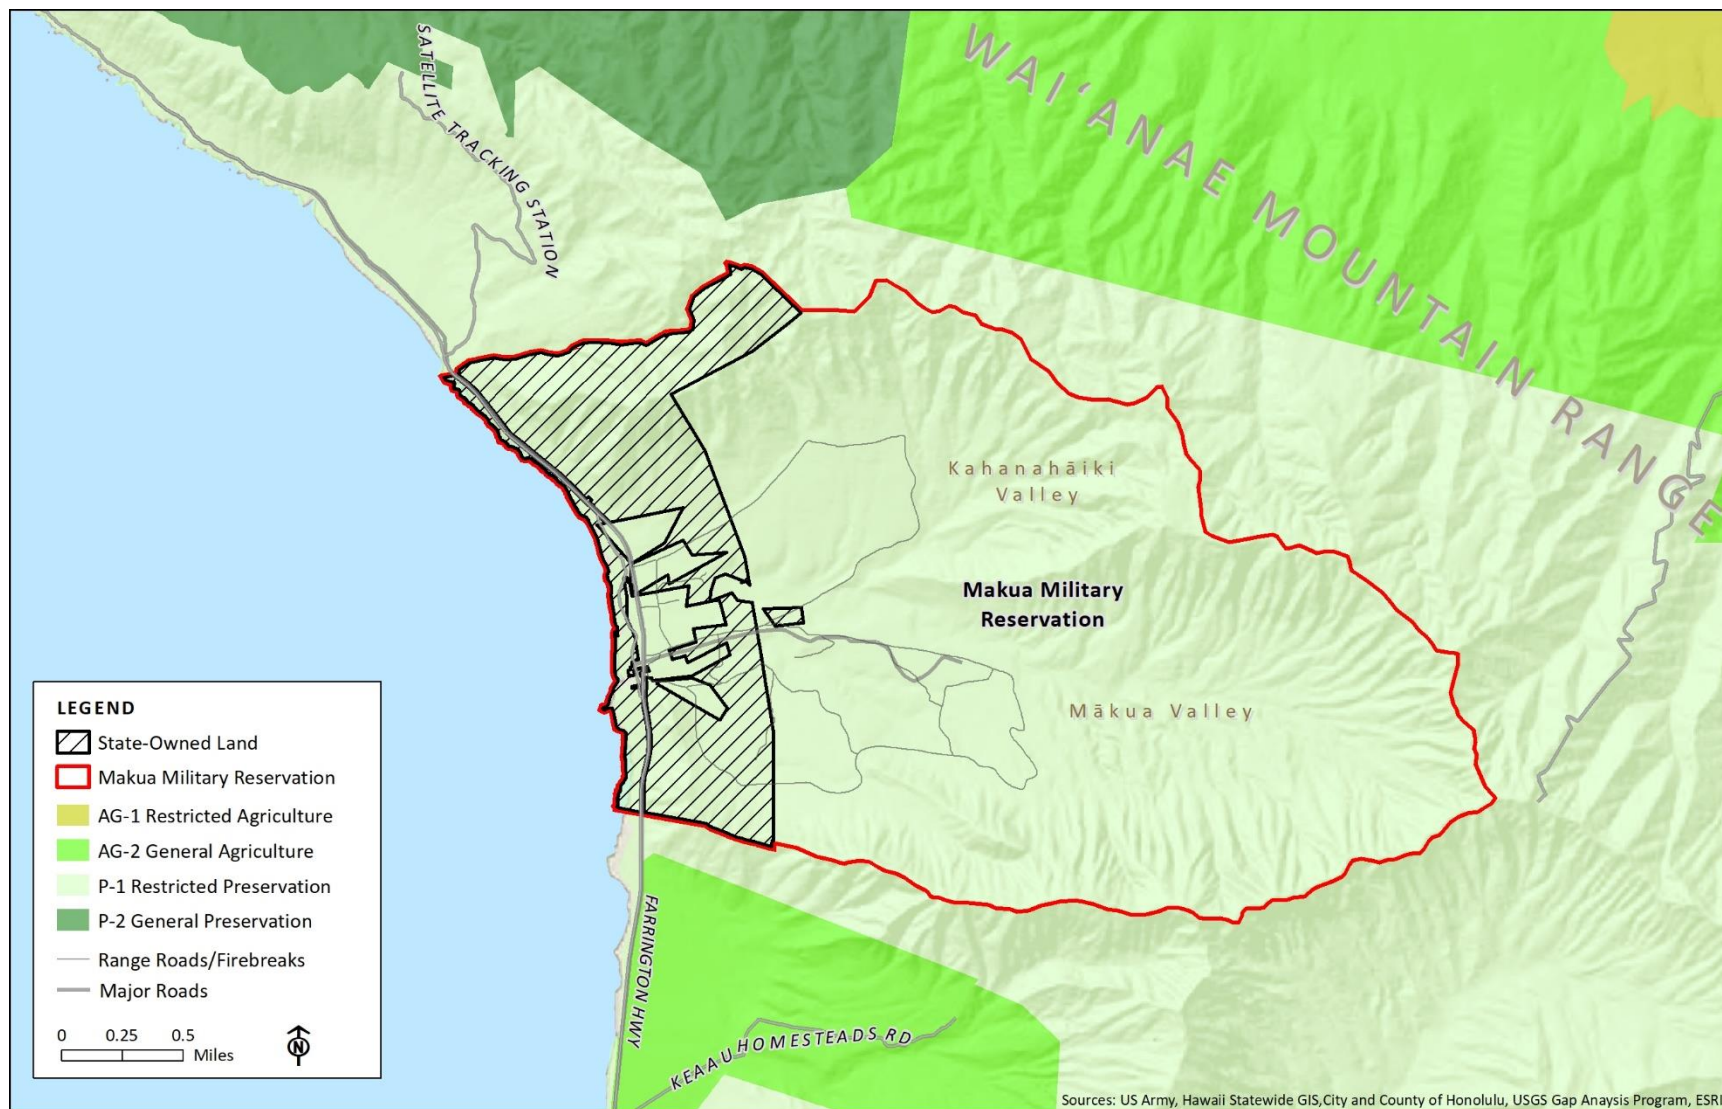 SATELLITE TRACKING STATION
WAI‘ANAE MOUNTAIN RANGE
Kahanahāiki
Valley
Makua Military
Reservation
Mākua Valley
LEGEND
State-Owned Land
Makua Military Reservation
AG-1 Restricted Agriculture
AG-2 General Agriculture
P-1 Restricted Preservation
P-2 General Preservation
Range Roads/Firebreaks
Major Roads
0 0.25 0.5
Miles
N
FARRINGTON HWY
KEAAU HOMESTEADS RD
Sources: US Army, Hawaii Statewide GIS,City and County of Honolulu, USGS Gap Anaysis Program, ESRI